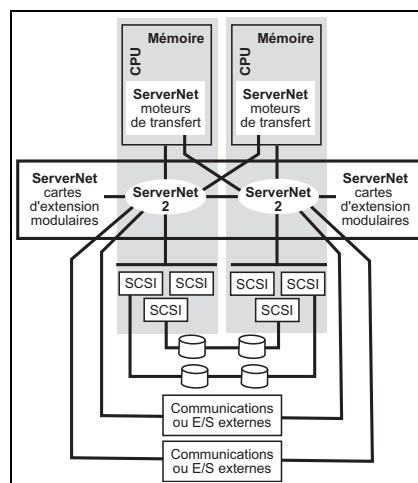 Mémoire
CPU
ServerNet
moteurs
de transfert
Mémoire
CPU
ServerNet
moteurs
de transfert
ServerNet
cartes
d'extension
modulaires
ServerNet
2
ServerNet
2
ServerNet
cartes
d'extension
modulaires
SCSI
SCSI
SCSI
SCSI
SCSI
SCSI
Communications
ou E/S externes
Communications
ou E/S externes